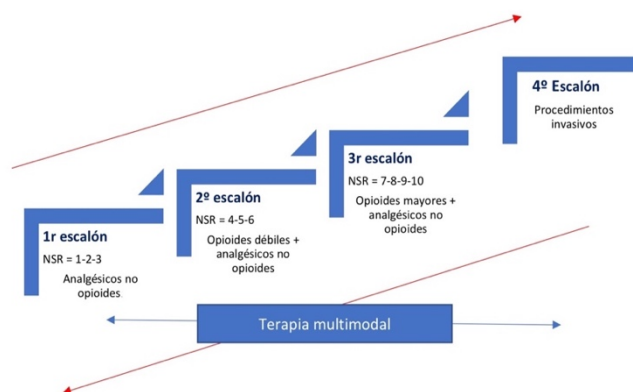 1r escalón
NSR = 1-2-3
Analgésicos no
opioides
2º escalón
NSR = 4-5-6
Opioides débiles +
analgésicos no
opioides
3r escalón
NSR = 7-8-9-10
Opioides mayores +
analgésicos no
opioides
4º Escalón
Procedimientos
invasivos
Terapia multimodal